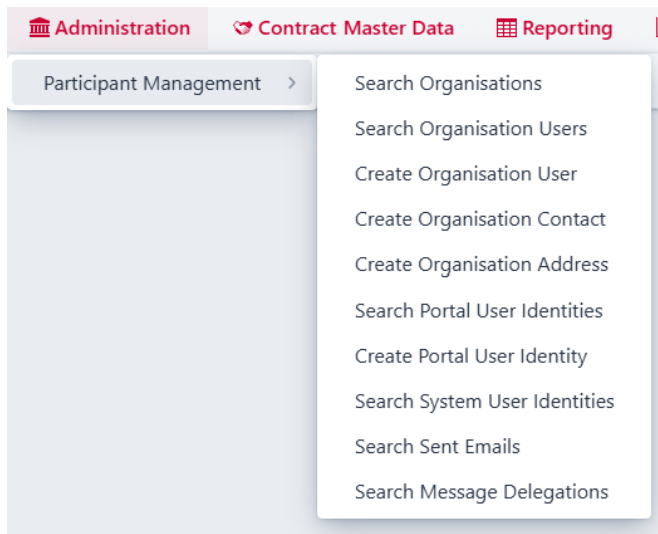 Administration Contract Master Data Reporting
Participant Management
Search Organisations
Search Organisation Users
Create Organisation User
Create Organisation Contact
Create Organisation Address
Search Portal User Identities
Create Portal User Identity
Search System User Identities
Search Sent Emails
Search Message Delegations